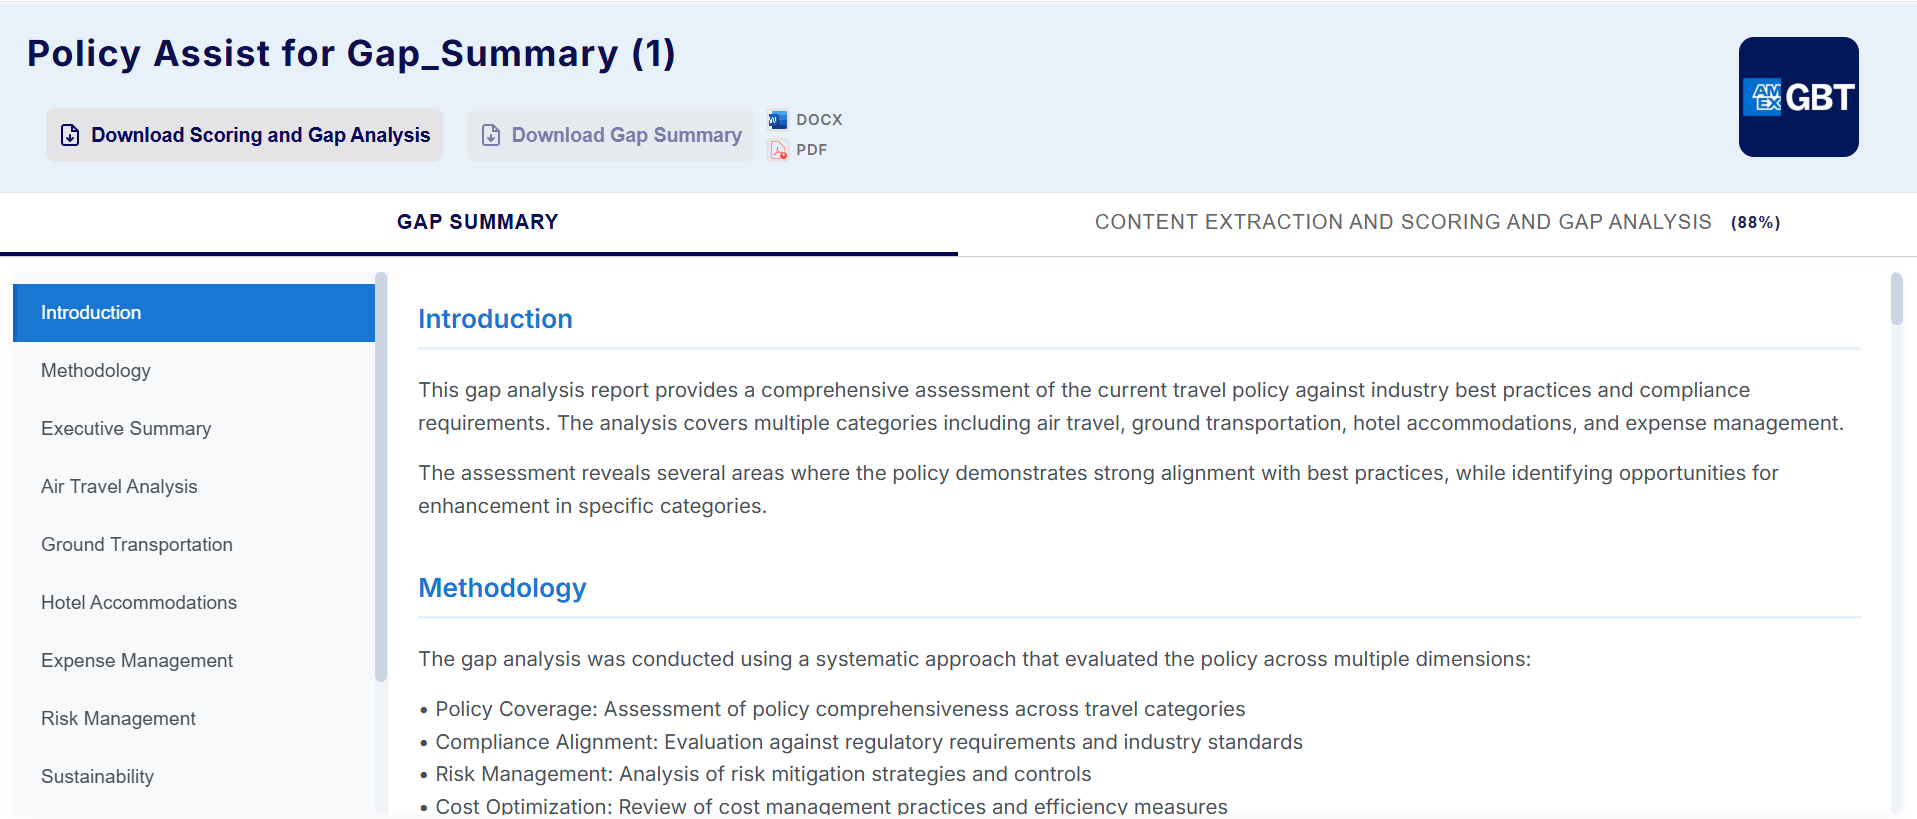 Policy Assist for Gap_Summary (1)
Download Scoring and Gap Analysis
Download Gap Summary
DOCX
PDF
AM
EX
GBT
GAP SUMMARY
CONTENT EXTRACTION AND SCORING AND GAP ANALYSIS (88%)
Introduction
Methodology
Executive Summary
Air Travel Analysis
Ground Transportation
Hotel Accommodations
Expense Management
Risk Management
Sustainability
Introduction
This gap analysis report provides a comprehensive assessment of the current travel policy against industry best practices and compliance
requirements. The analysis covers multiple categories including air travel, ground transportation, hotel accommodations, and expense management.
The assessment reveals several areas where the policy demonstrates strong alignment with best practices, while identifying opportunities for
enhancement in specific categories.
Methodology
The gap analysis was conducted using a systematic approach that evaluated the policy across multiple dimensions:
• Policy Coverage: Assessment of policy comprehensiveness across travel categories
• Compliance Alignment: Evaluation against regulatory requirements and industry standards
• Risk Management: Analysis of risk mitigation strategies and controls
• Cost Optimization: Review of cost management practices and efficiency measures